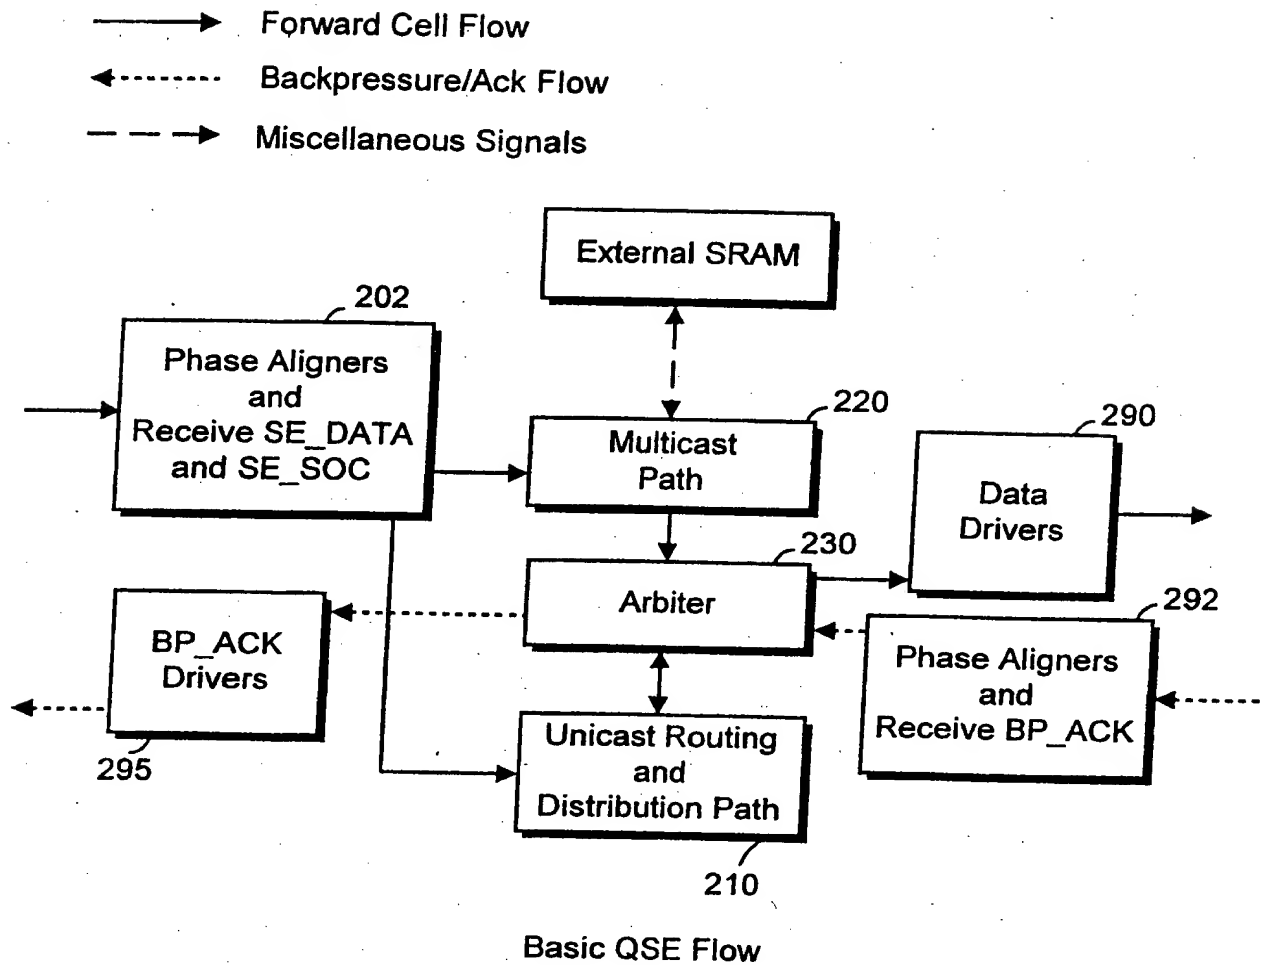 Forward Cell Flow
Backpressure/Ack Flow
Miscellaneous Signals
External SRAM
202
Phase Aligners
and
Receive SE_DATA
and SE_SOC
220
Multicast
Path
290
Data
Drivers
230
Arbiter
292
Phase Aligners
and
Receive BP_ACK
BP_ACK
Drivers
295
Unicast Routing
and
Distribution Path
210
Basic QSE Flow